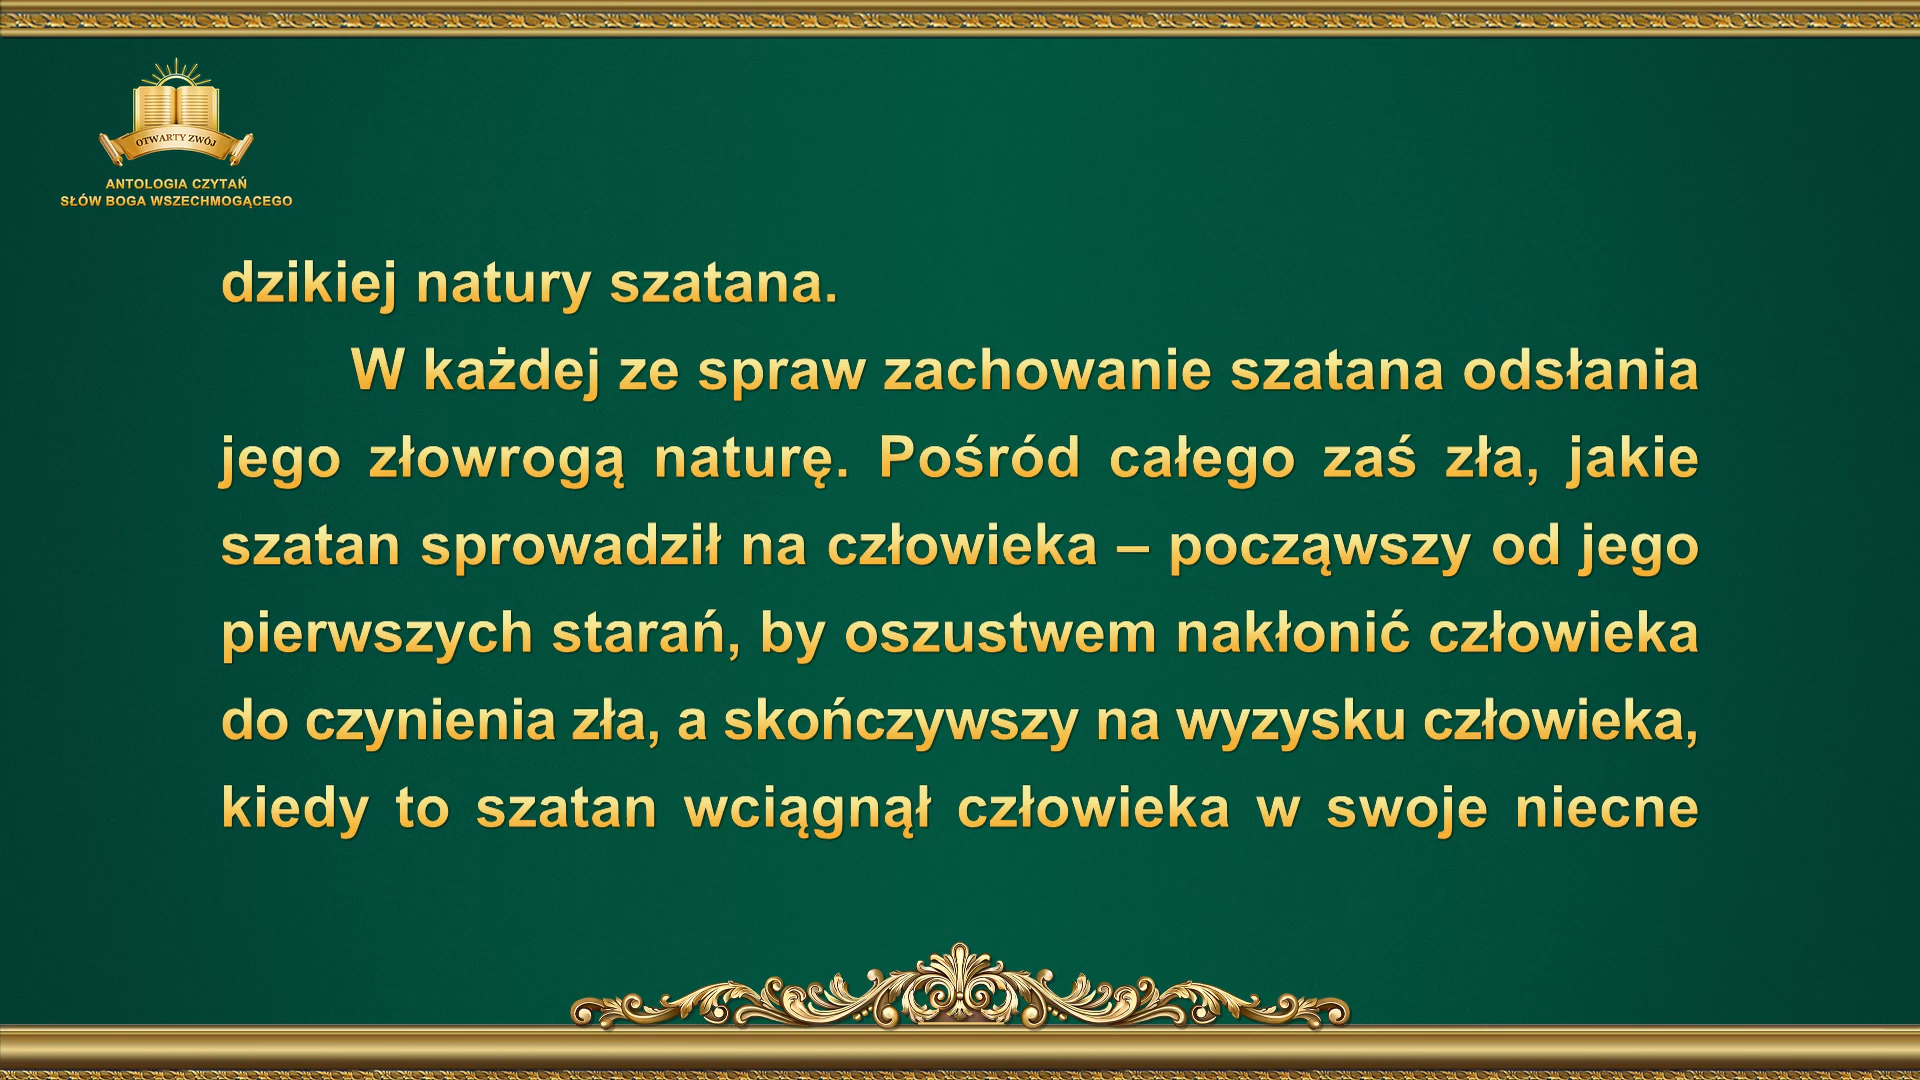 OTWARTY ZWÓJ
ANTOLOGIA CZYTAŃ
SŁÓW BOGA WSZECHMOGĄCEGO
dzikiej natury szatana.
W każdej ze spraw zachowanie szatana odsłania
jego złowrogą naturę. Pośród całego zaś zła, jakie
szatan sprowadził na człowieka – począwszy od jego
pierwszych starań, by oszustwem nakłonić człowieka
do czynienia zła, a skończywszy na wyzysku człowieka,
kiedy to szatan wciągnął człowieka w swoje niecne